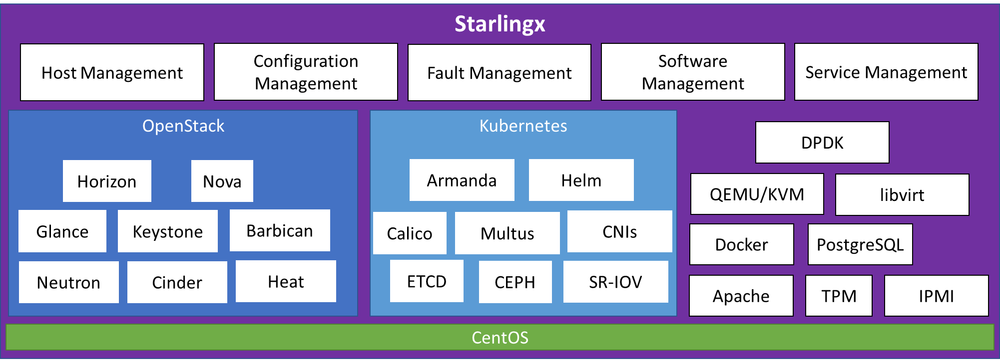 Starlingx
Host Management
Configuration
Management
Fault Management
Software
Management
Service Management
OpenStack
Horizon
Nova
Glance
Keystone
Barbican
Neutron
Cinder
Heat
Kubernetes
Armanda
Helm
Calico
Multus
CNIs
ETCD
CEPH
SR-IOV
DPDK
QEMU/KVM
libvirt
Docker
PostgreSQL
Apache
TPM
IPMI
CentOS